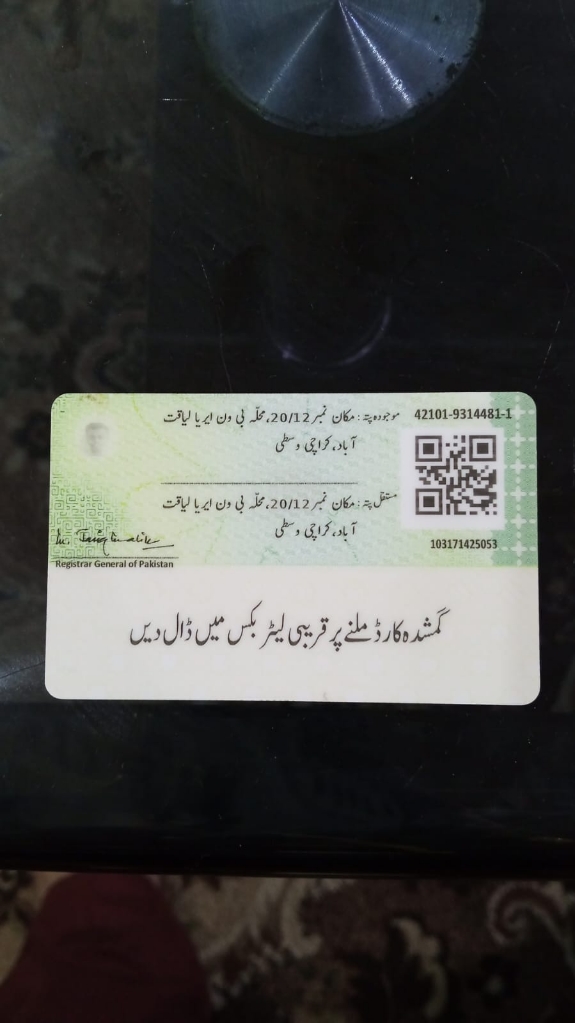 موجودہ پتہ : مکان نمبر 20/12، محلّہ بی ون ایریا لیاقت
آباد، کراچی وسطی
42101-9314481-1
مستقل پتہ : مکان نمبر 20/12، محلّہ بی ون ایریا لیاقت
آباد، کراچی وسطی
103171425053
Registrar General of Pakistan
گمشدہ کارڈ ملنے پر قریبی لیٹر بکس میں ڈال دیں